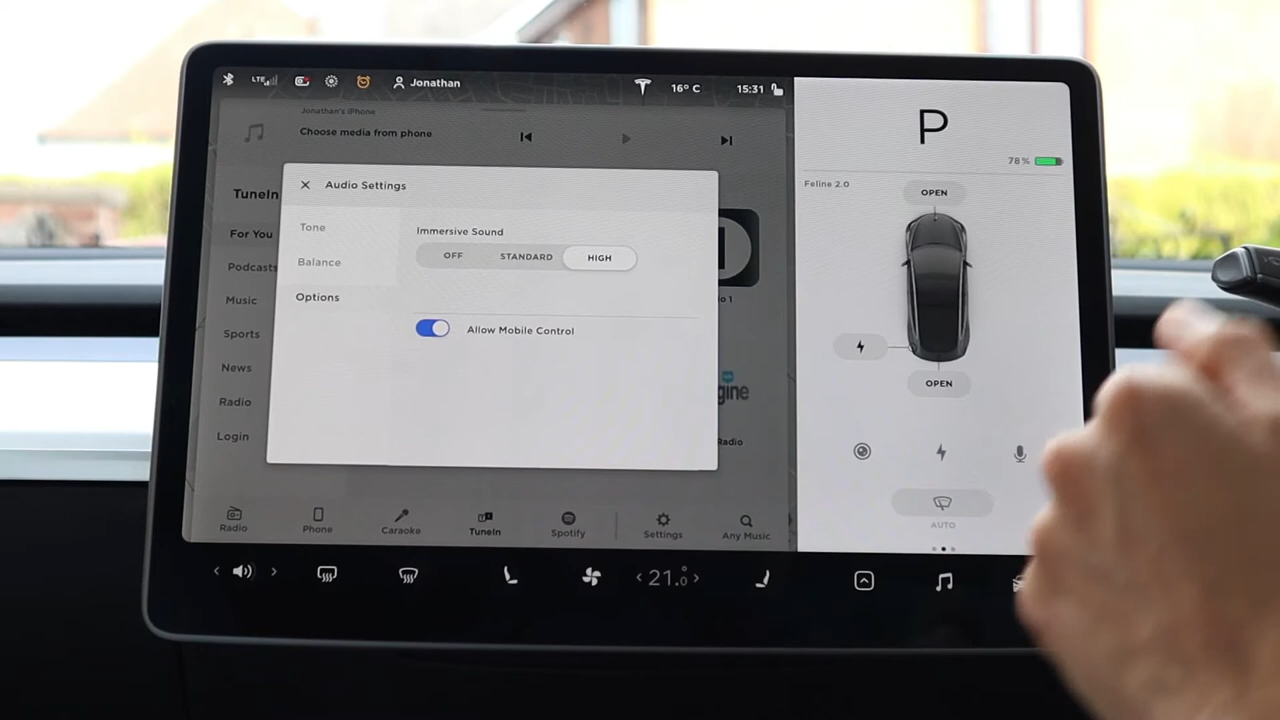 LTE
Jonathan
16° C
15:31
Jonathan's iPhone
Choose media from phone
TuneIn
For You
Podcasts
Music
Sports
News
Radio
Login
Audio Settings
Tone
Balance
Options
Immersive Sound
OFF
STANDARD
HIGH
Allow Mobile Control
Radio
Radio
Phone
Caraoke
TuneIn
Spotify
Settings
Any Music
P
78%
Feline 2.0
OPEN
OPEN
AUTO
< 21.0 >